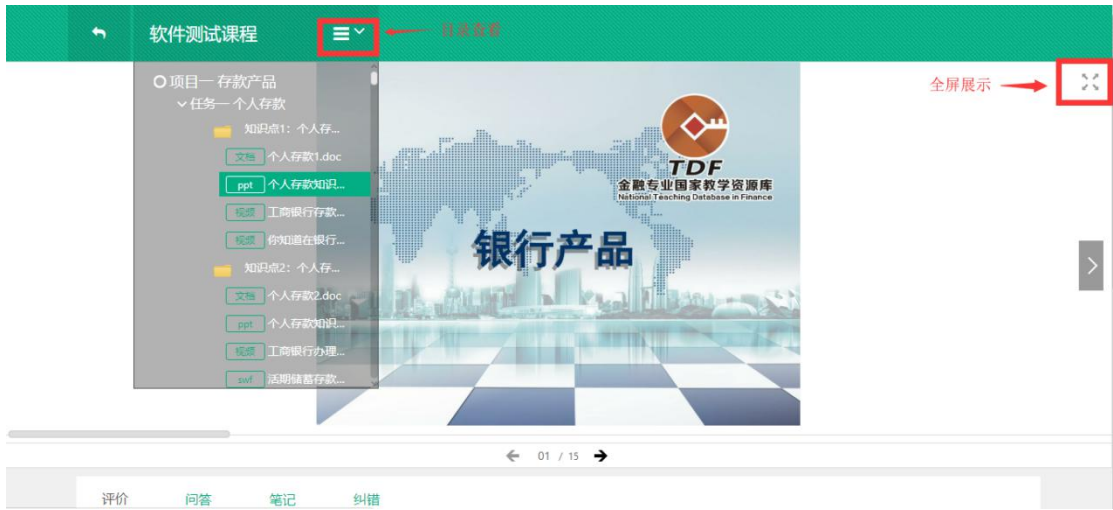 软件测试课程
目录查看
全屏展示
项目一 存款产品
任务一 个人存款
知识点1：个人存...
文档 个人存款1.doc
ppt 个人存款知识...
视频 工商银行存款...
视频 你知道在银行...
知识点2：个人存...
文档 个人存款2.doc
ppt 个人存款知识...
视频 工商银行办理...
swf 活期储蓄存款...
TDF
金融专业国家教学资源库
National Teaching Database in Finance
银行产品
01 / 15
评价 问答 笔记 纠错